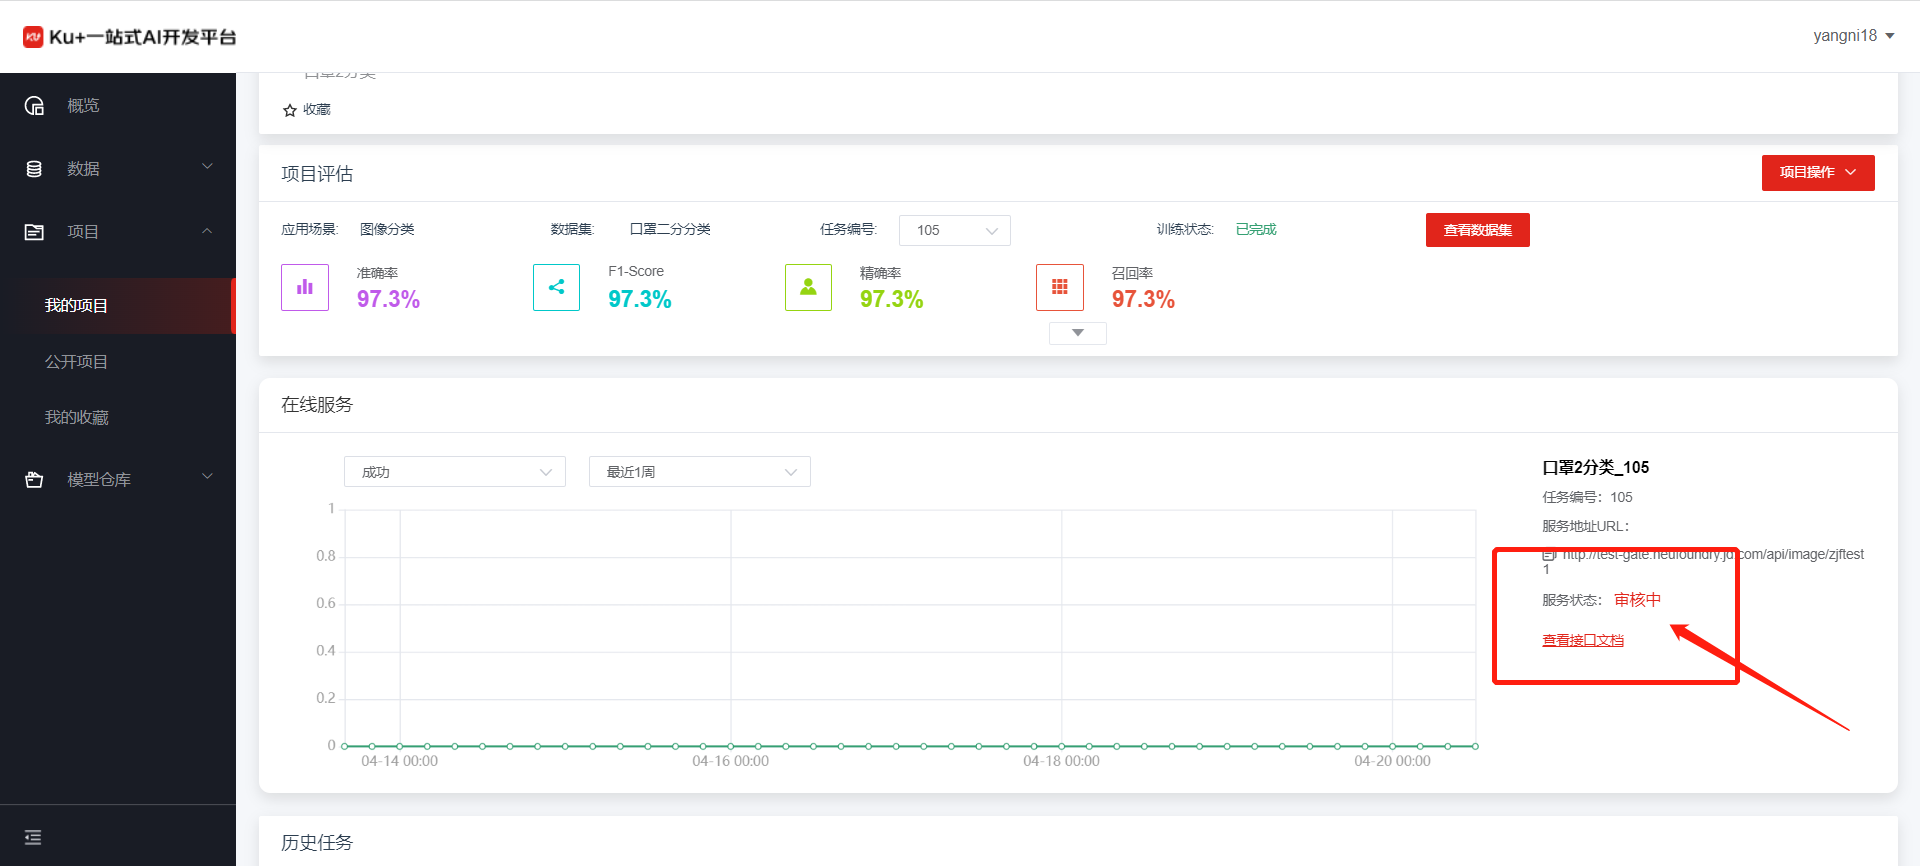 Ku+一站式AI开发平台
yangni18
概览
数据
项目
我的项目
公开项目
我的收藏
模型仓库
口罩2分类
收藏
项目评估
项目操作
应用场景: 图像分类 数据集: 口罩二分分类 任务编号: 105 训练状态: 已完成 查看数据集
准确率 F1-Score 精确率 召回率
97.3% 97.3% 97.3% 97.3%
在线服务
成功 最近1周
1
0.8
0.6
0.4
0.2
0
04-14 00:00 04-16 00:00 04-18 00:00 04-20 00:00
口罩2分类_105
任务编号: 105
服务地址URL:
http://test-gate.neufoundry.jd.com/api/image/zjftest
1
服务状态: 审核中
查看接口文档
历史任务